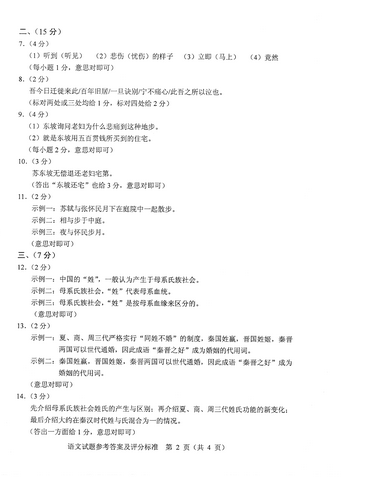 二、（15 分）
7．（4 分）
（1）听到（听见） （2）悲伤（忧伤）的样子 （3）立即（马上） （4）竟然
（每小题 1 分，意思对即可）
8．（2 分）
吾今日迁徙来此/百年旧居/一旦诀别/宁不痛心/此吾之所以泣也。
（标对两处或三处均给 1 分，标对四处给 2 分）
9．（4 分）
（1）东坡询问老妇为什么悲痛到这种地步。
（2）就是东坡用五百贯钱所买到的住宅。
（每小题 2 分，意思对即可）
10．（3 分）
苏东坡无偿退还老妇宅第。
（答出“东坡还宅”也给 3 分，意思对即可）
11．（2 分）
示例一：苏轼与张怀民月下在庭院中一起散步。
示例二：相与步于中庭。
示例三：夜与怀民步月。
（意思对即可）
三、（7 分）
12．（2 分）
示例一：中国的“姓”，一般认为产生于母系氏族社会。
示例二：母系氏族社会，“姓”代表母系血统。
示例三：母系氏族社会，“姓”是按母系血缘来区分的。
（意思对即可）
13．（2 分）
示例一：夏、商、周三代严格实行“同姓不婚”的制度，秦国姓嬴，晋国姓姬，秦晋
两国可以世代通婚，因此成语“秦晋之好”成为婚姻的代用词。
示例二：秦国姓嬴，晋国姓姬，秦晋两国可以世代通婚，因此成语“秦晋之好”成为
婚姻的代用词。
（意思对即可）
14．（3 分）
先介绍母系氏族社会姓氏的产生与区别；再介绍夏、商、周三代姓氏功能的新变化；
最后介绍大约在秦汉时代姓与氏混合为一的情况。
（答出一方面给 1 分，意思对即可）
语文试题参考答案及评分标准 第 2 页（共 4 页）